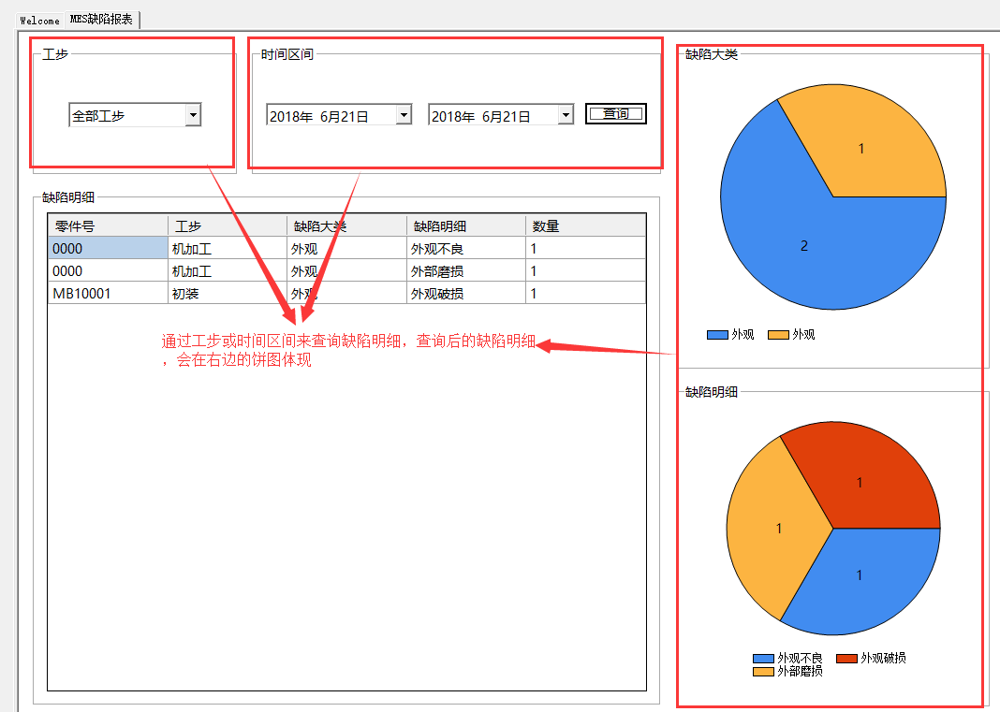 Welcome MES缺陷报表
工步
全部工步
时间区间
2018年 6月21日 2018年 6月21日 查询
缺陷明细
零件号 工步 缺陷大类 缺陷明细 数量
0000 机加工 外观 外观不良 1
0000 机加工 外观 外部磨损 1
MB10001 初装 外观 外观破损 1
通过工步或时间区间来查询缺陷明细，查询后的缺陷明细
，会在右边的饼图体现
缺陷大类
1
2
外观 外观
缺陷明细
1
1
1
外观不良 外观破损
外部磨损